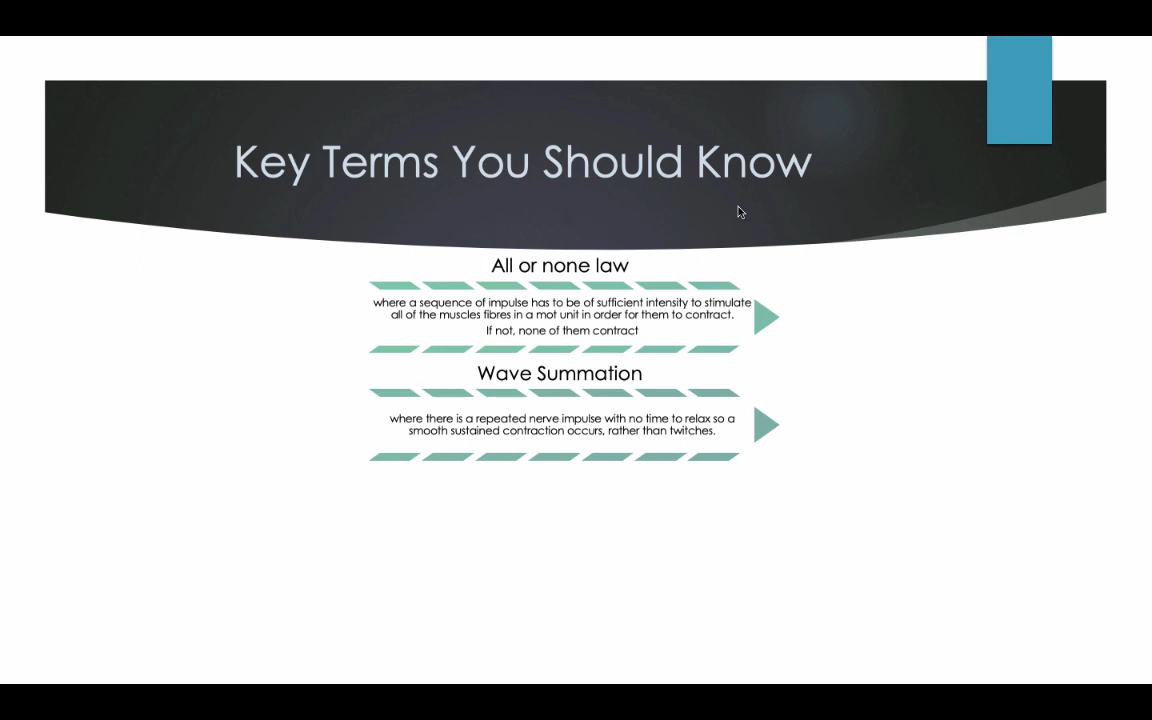 Key Terms You Should Know
All or none law
where a sequence of impulse has to be of sufficient intensity to stimulate
all of the muscles fibres in a mot unit in order for them to contract.
If not, none of them contract
Wave Summation
where there is a repeated nerve impulse with no time to relax so a
smooth sustained contraction occurs, rather than twitches.